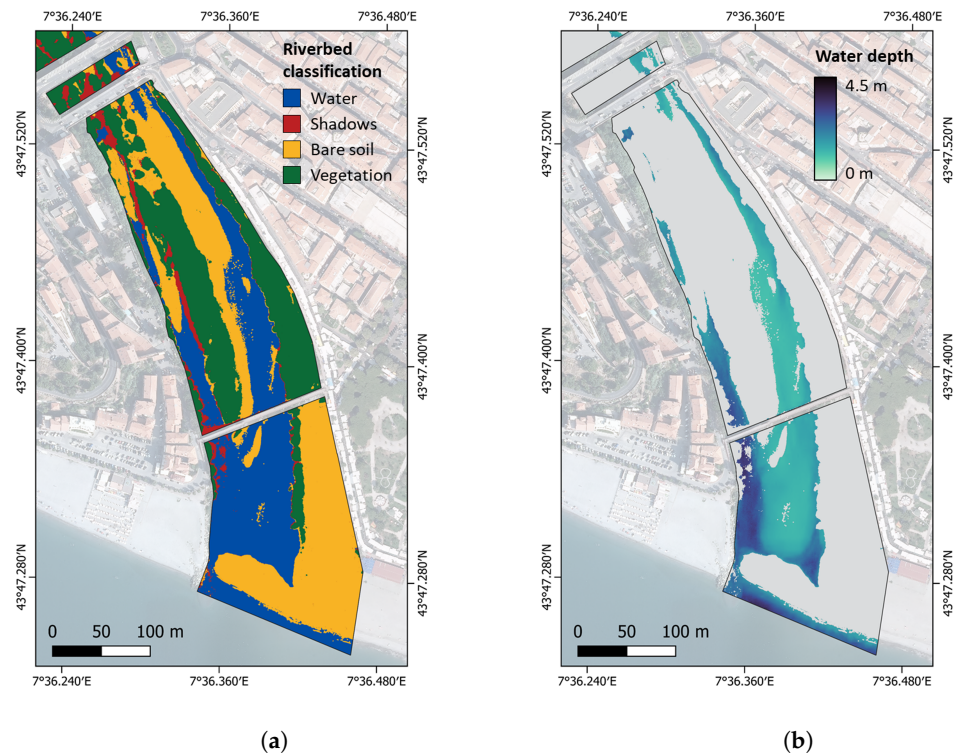 7°36.240'E 7°36.360'E 7°36.480'E
Riverbed
classification
Water
Shadows
Bare soil
Vegetation
43°47.520'N
43°47.520'N
43°47.400'N
43°47.400'N
43°47.280'N
43°47.280'N
0 50 100 m
7°36.240'E 7°36.360'E 7°36.480'E
(a)
7°36.240'E 7°36.360'E 7°36.480'E
Water depth
4.5 m
0 m
43°47.520'N
43°47.520'N
43°47.400'N
43°47.400'N
43°47.280'N
43°47.280'N
0 50 100 m
7°36.240'E 7°36.360'E 7°36.480'E
(b)